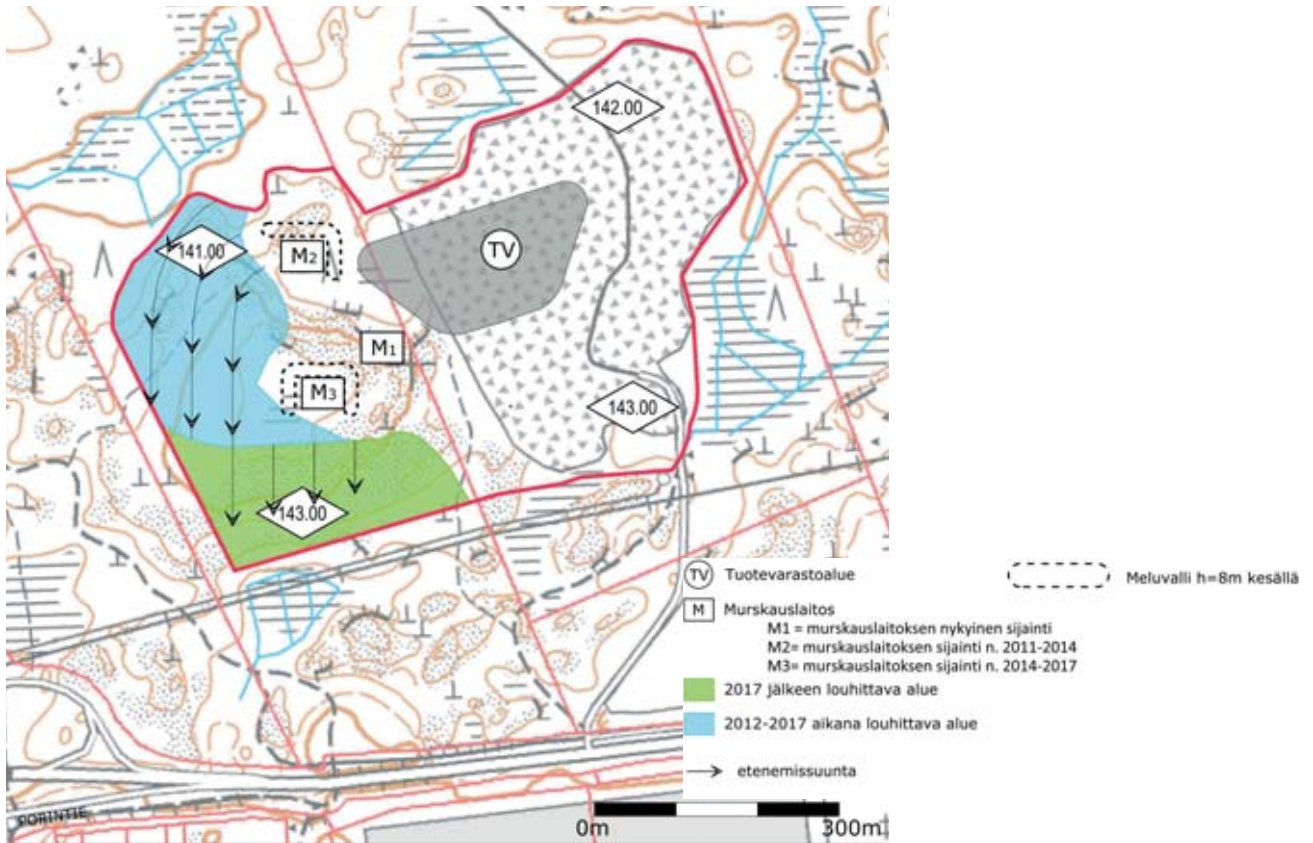 142.00
TV
141.00
M2
M1
M3
143.00
143.00
PORINTIE
TV Tuotevarastoalue
Meluvalli h=8m kesällä
M Murskauslaitos
M1 = murskauslaitoksen nykyinen sijainti
M2= murskauslaitoksen sijainti n. 2011-2014
M3= murskauslaitoksen sijainti n. 2014-2017
2017 jälkeen louhittava alue
2012-2017 aikana louhittava alue
etenemissuunta
0m 300m